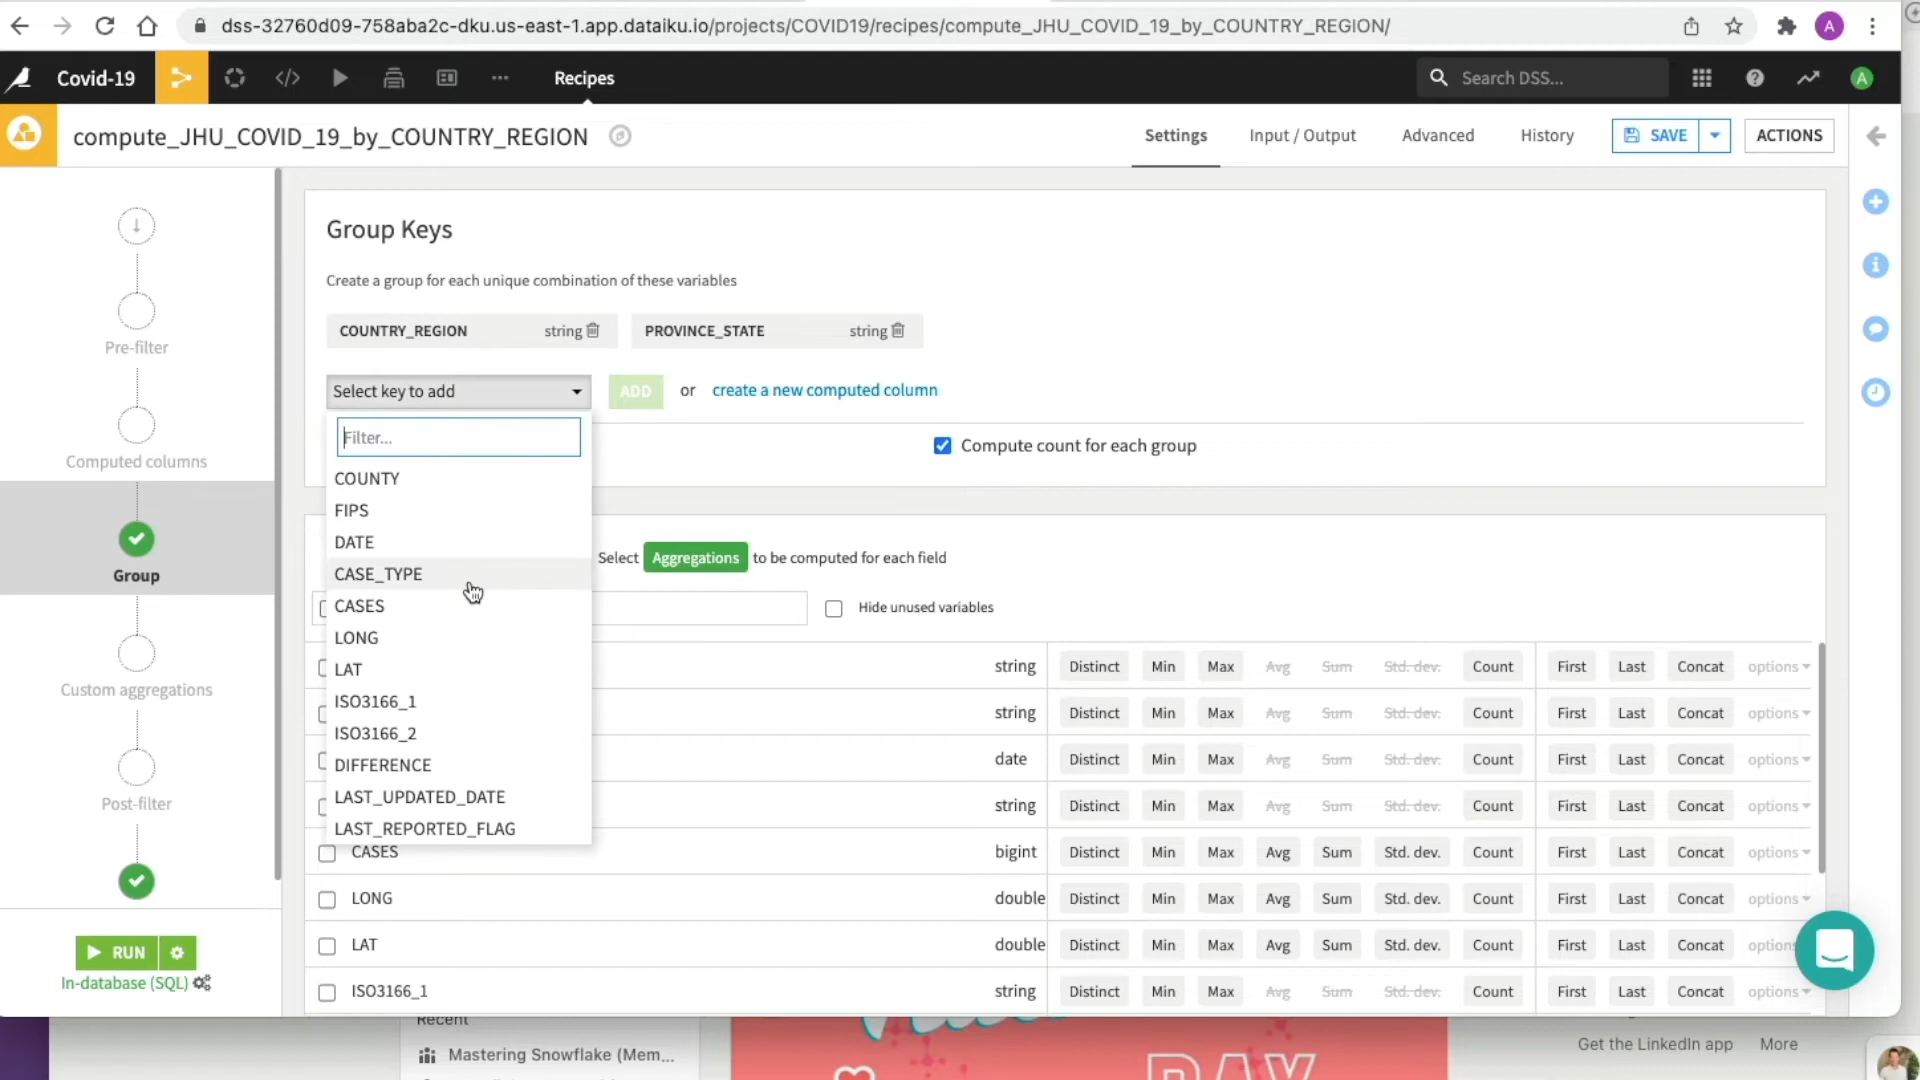 dss-32760d09-758aba2c-dku.us-east-1.app.dataiku.io/projects/COVID19/recipes/compute_JHU_COVID_19_by_COUNTRY_REGION/
A
Covid-19 Recipes Search DSS... A
compute_JHU_COVID_19_by_COUNTRY_REGION Settings Input / Output Advanced History SAVE ACTIONS
Pre-filter
Computed columns
Group
Custom aggregations
Post-filter
RUN
In-database (SQL)
Group Keys
Create a group for each unique combination of these variables
COUNTRY_REGION string PROVINCE_STATE string
Select key to add ADD or create a new computed column
Compute count for each group
Filter...
COUNTY
FIPS
DATE
CASE_TYPE
CASES
LONG
LAT
ISO3166_1
ISO3166_2
DIFFERENCE
LAST_UPDATED_DATE
LAST_REPORTED_FLAG
Select Aggregations to be computed for each field
Hide unused variables
string Distinct Min Max Avg Sum Std. dev. Count First Last Concat options
string Distinct Min Max Avg Sum Std. dev. Count First Last Concat options
date Distinct Min Max Avg Sum Std. dev. Count First Last Concat options
string Distinct Min Max Avg Sum Std. dev. Count First Last Concat options
CASES bigint Distinct Min Max Avg Sum Std. dev. Count First Last Concat options
LONG double Distinct Min Max Avg Sum Std. dev. Count First Last Concat options
LAT double Distinct Min Max Avg Sum Std. dev. Count First Last Concat options
ISO3166_1 string Distinct Min Max Avg Sum Std. dev. Count First Last Concat options
Recent
Mastering Snowflake (Mem...
DAY
Get the LinkedIn app More